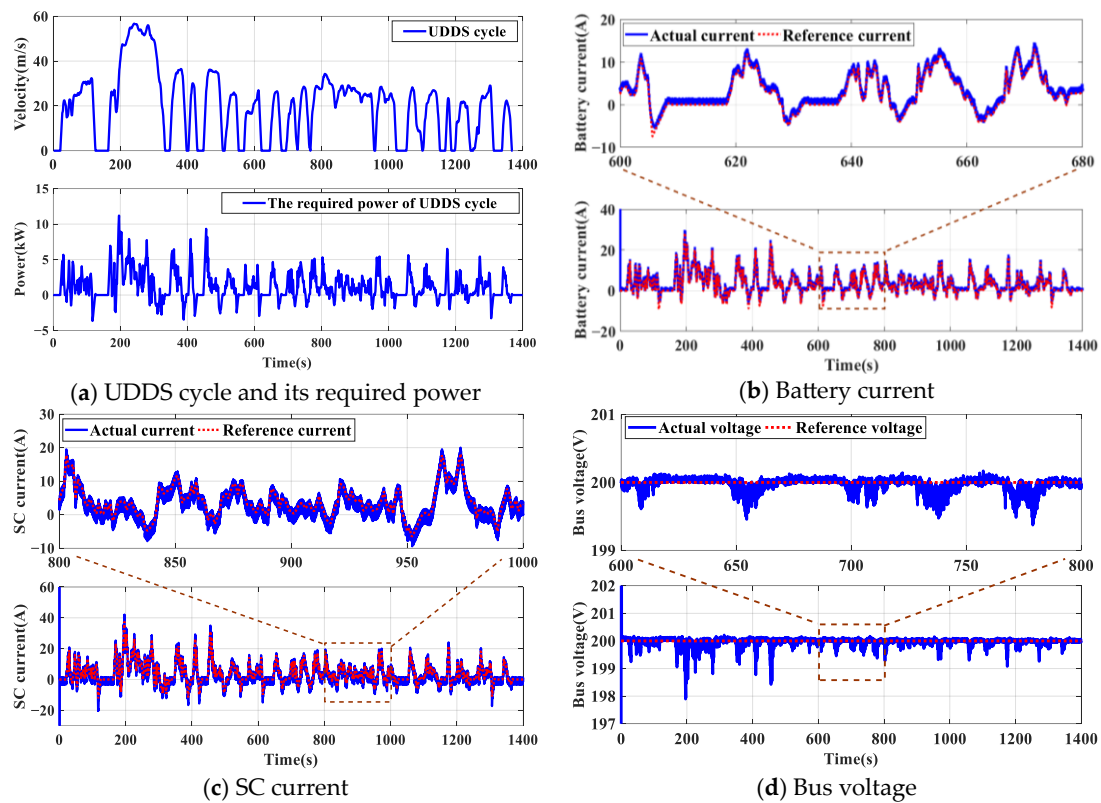 60
40
20
0
Velocity(m/s)
UDDS cycle
0 200 400 600 800 1000 1200 1400
15
10
5
0
−5
Power(kW)
The required power of UDDS cycle
0 200 400 600 800 1000 1200 1400
Time(s)
(a) UDDS cycle and its required power
20
10
0
−10
Battery current(A)
Actual current Reference current
600 620 640 660 680
40
20
0
−20
Battery current(A)
0 200 400 600 800 1000 1200 1400
Time(s)
(b) Battery current
30
20
10
0
−10
SC current(A)
Actual current Reference current
800 850 900 950 1000
60
40
20
0
−20
SC current(A)
0 200 400 600 800 1000 1200 1400
Time(s)
(c) SC current
201
200
199
Bus voltage(V)
Actual voltage Reference voltage
600 650 700 750 800
202
201
200
199
198
197
Bus voltage(V)
0 200 400 600 800 1000 1200 1400
Time(s)
(d) Bus voltage